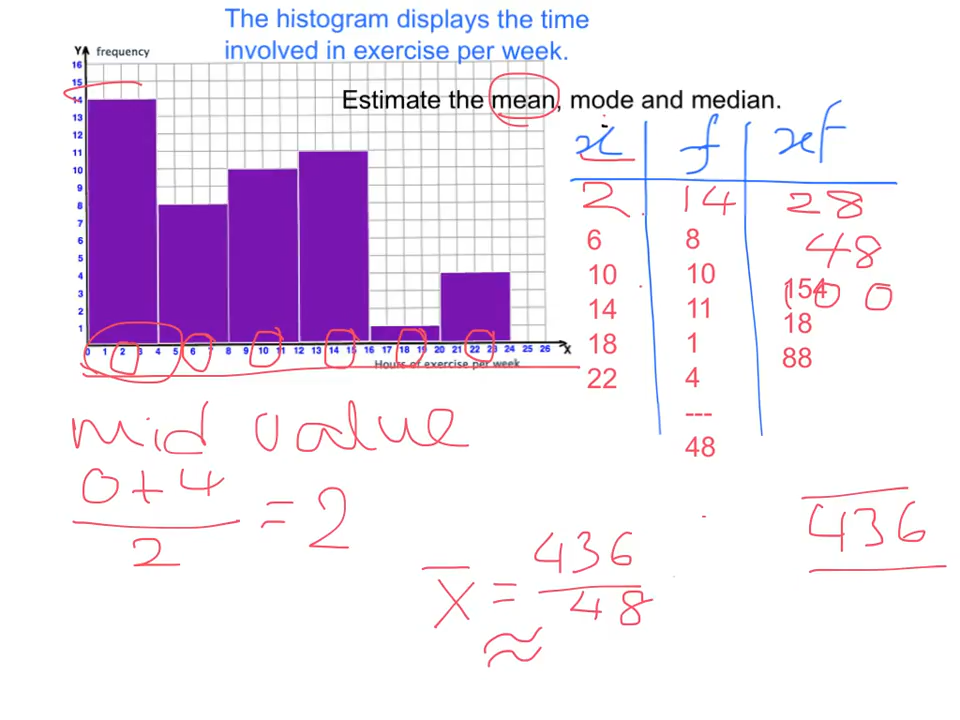 The histogram displays the time
involved in exercise per week.
Y frequency
Estimate the mean, mode and median.
16
15
14
13
12
11
10
9
8
7
6
5
4
3
2
1
0 1 2 3 4 5 6 7 8 9 10 11 12 13 14 15 16 17 18 19 20 21 22 23 24 25 26 X
Hours of exercise per week
x f xf
2 14 28
6 8 48
10 10 100
14 11 154
18 1 18
22 4 88
---
48
436
mid value
0+4
2
= 2
x̄ = 436
48
≈